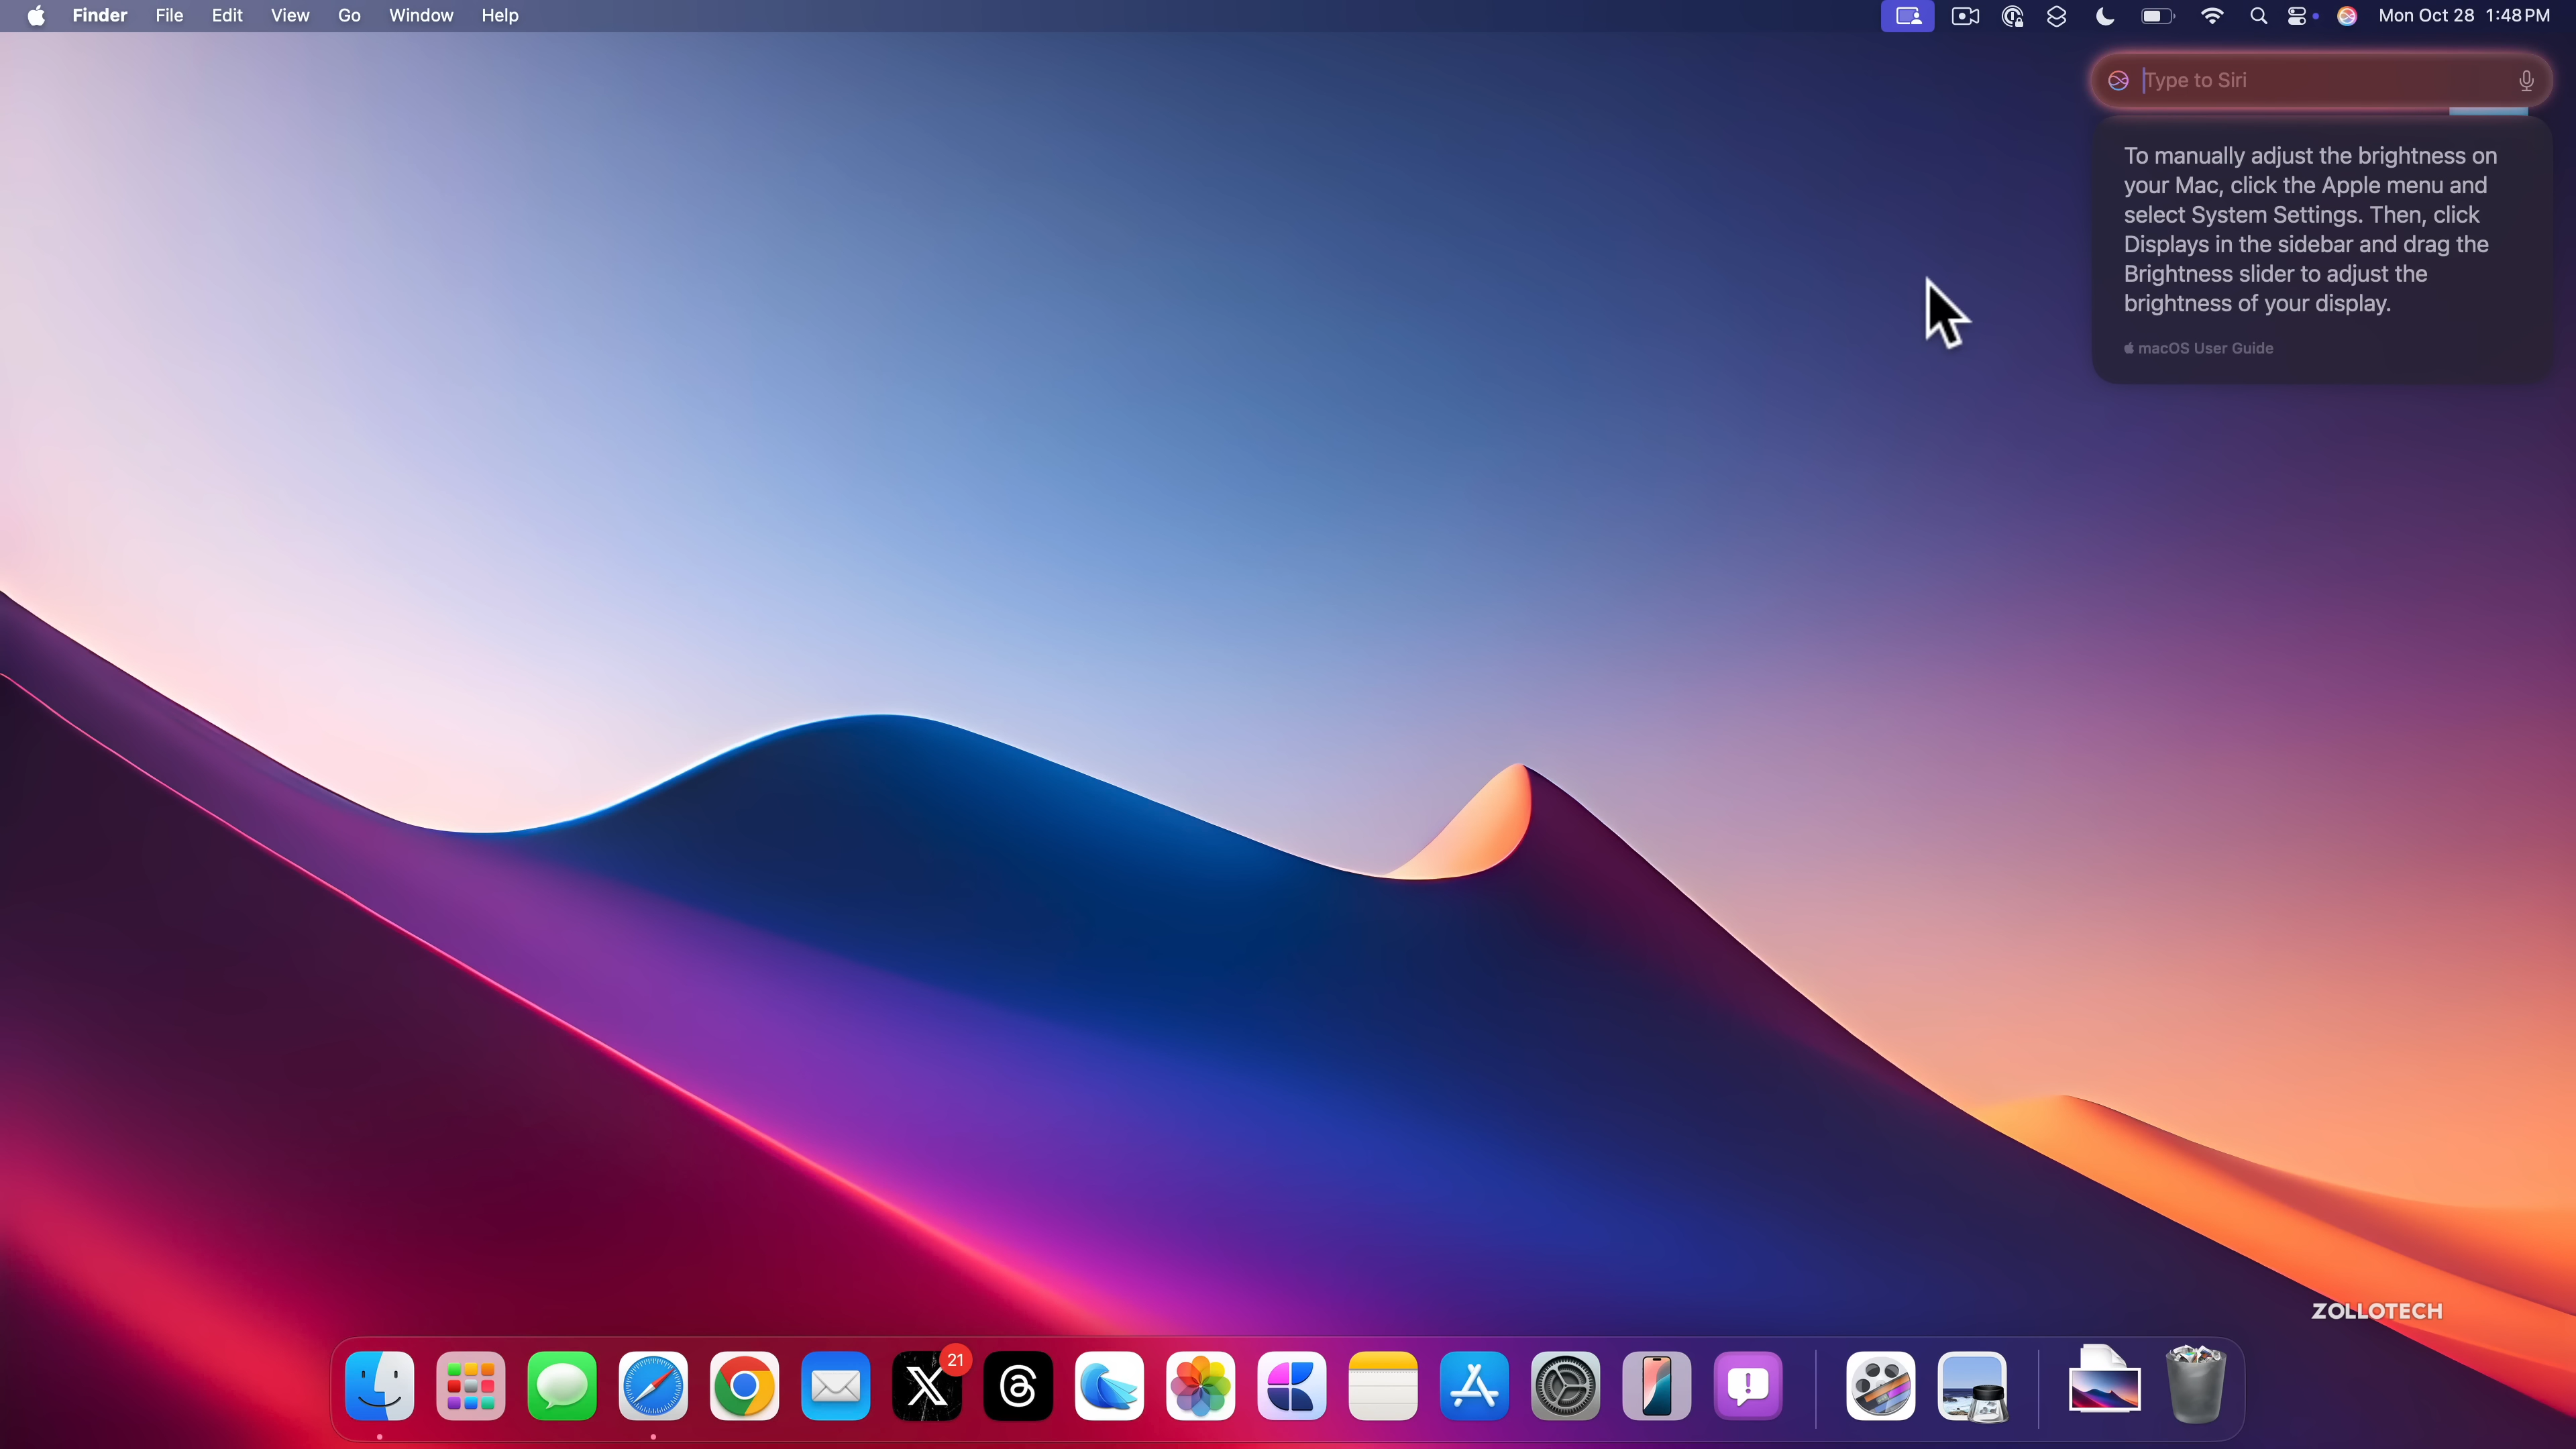 Finder File Edit View Go Window Help
Mon Oct 28 1:48 PM
Type to Siri
To manually adjust the brightness on
your Mac, click the Apple menu and
select System Settings. Then, click
Displays in the sidebar and drag the
Brightness slider to adjust the
brightness of your display.
macOS User Guide
ZOLLOTECH
21